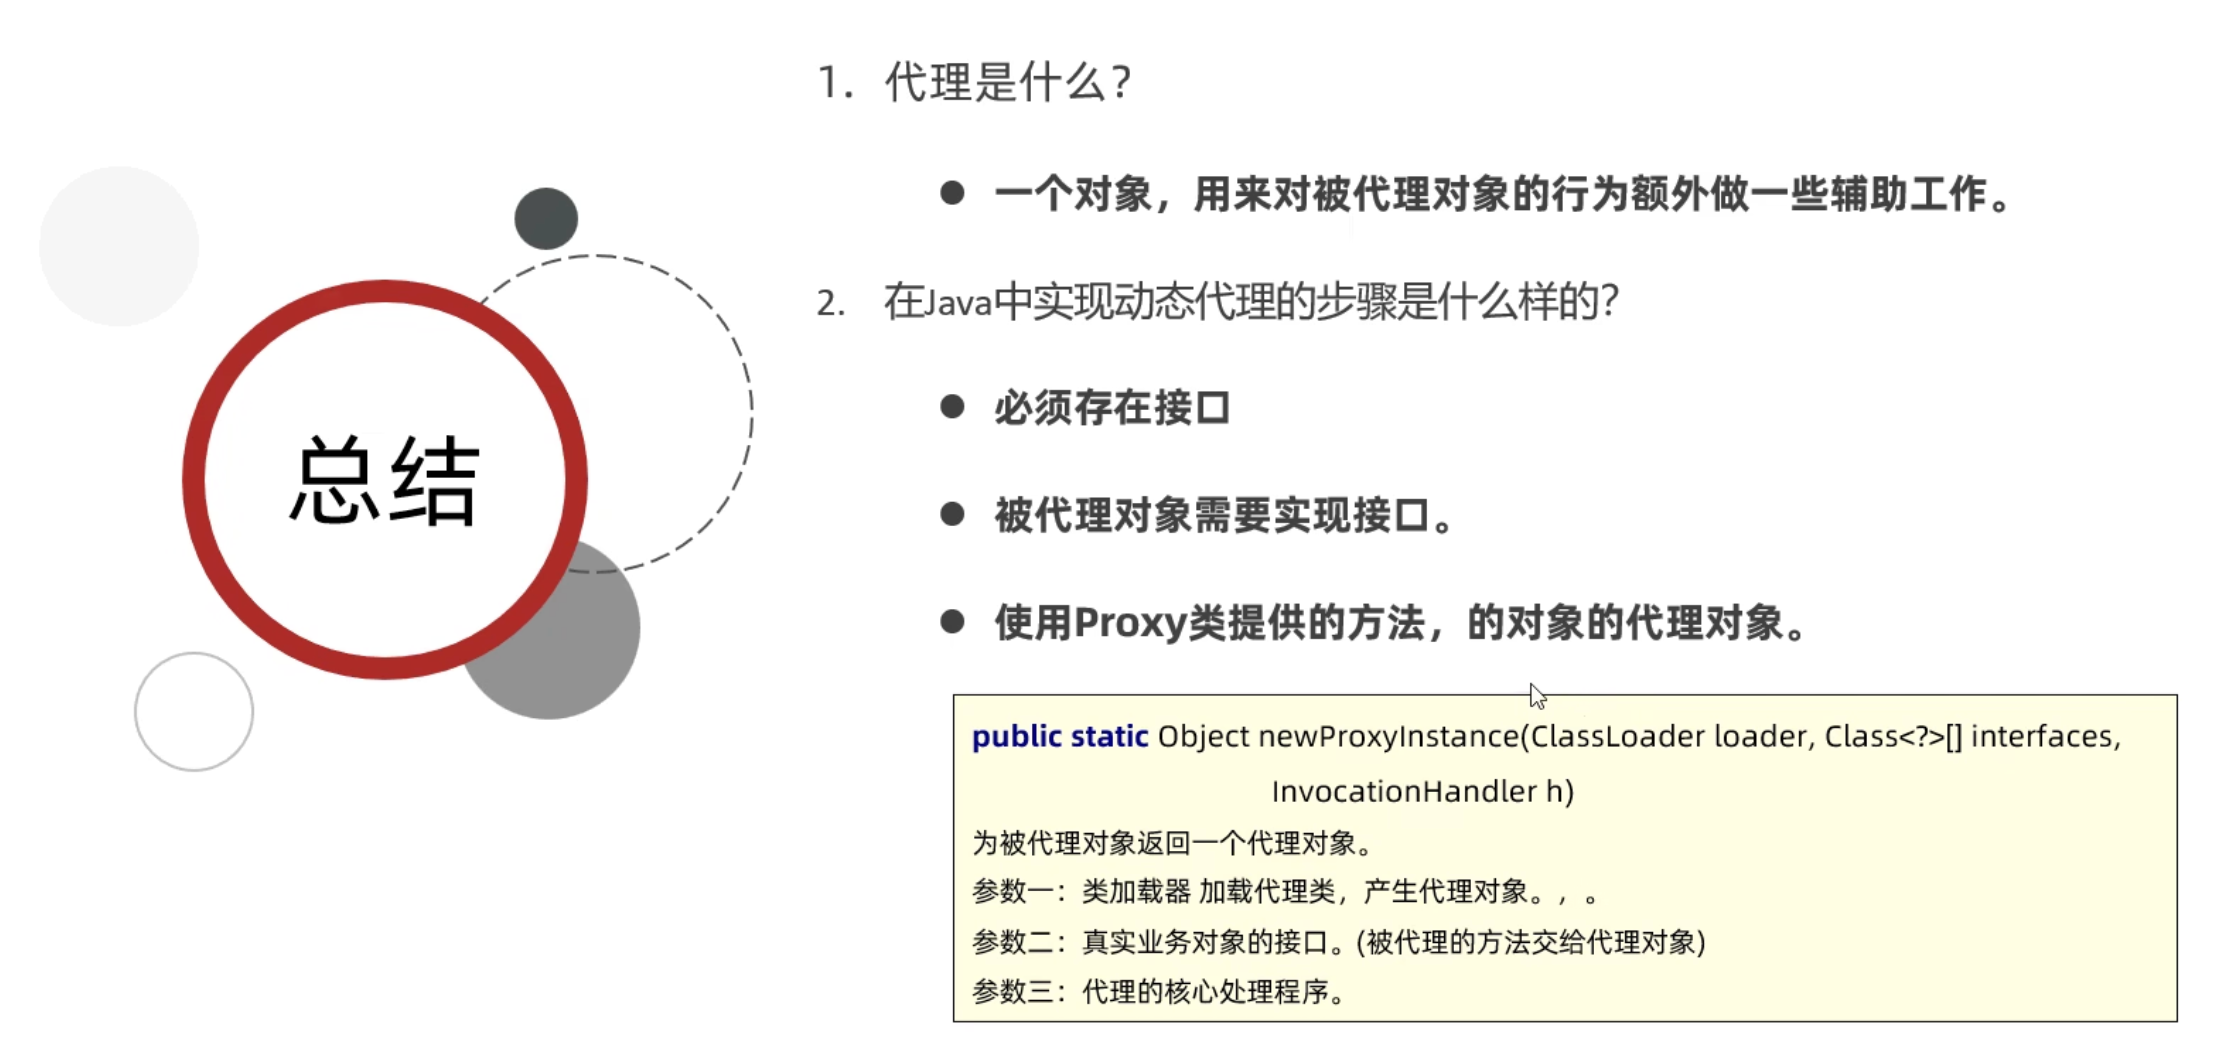 总结
1. 代理是什么？
● 一个对象，用来对被代理对象的行为额外做一些辅助工作。
2. 在Java中实现动态代理的步骤是什么样的？
● 必须存在接口
● 被代理对象需要实现接口。
● 使用Proxy类提供的方法，的对象的代理对象。
public static Object newProxyInstance(ClassLoader loader, Class<?>[] interfaces,
InvocationHandler h)
为被代理对象返回一个代理对象。
参数一：类加载器 加载代理类，产生代理对象。，。
参数二：真实业务对象的接口。(被代理的方法交给代理对象)
参数三：代理的核心处理程序。